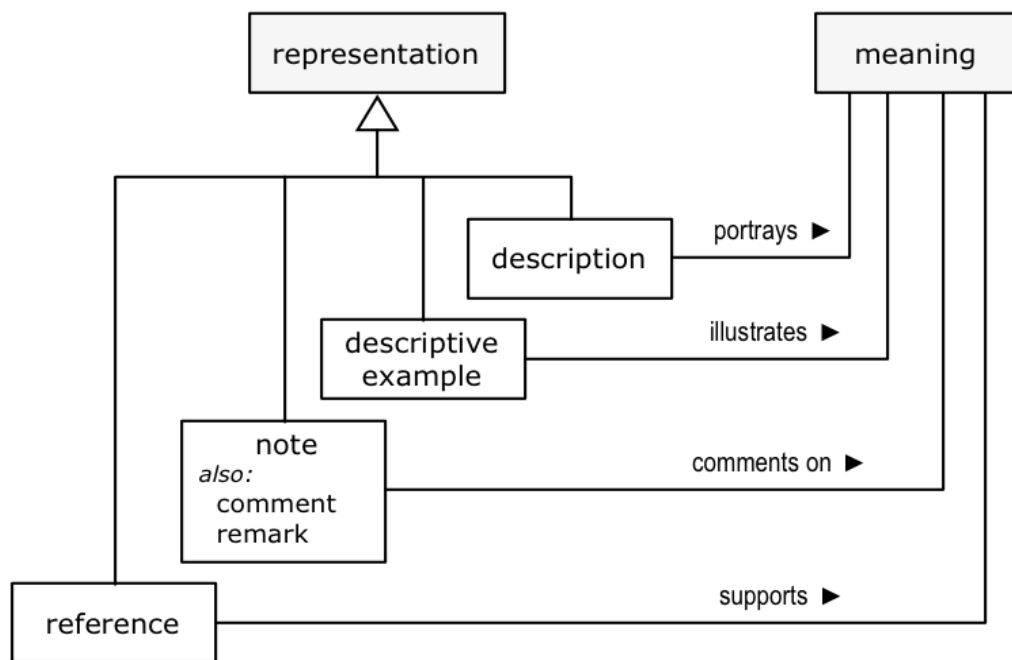 representation
meaning
portrays ►
description
illustrates ►
descriptive
example
note
also:
comment
remark
comments on ►
supports ►
reference